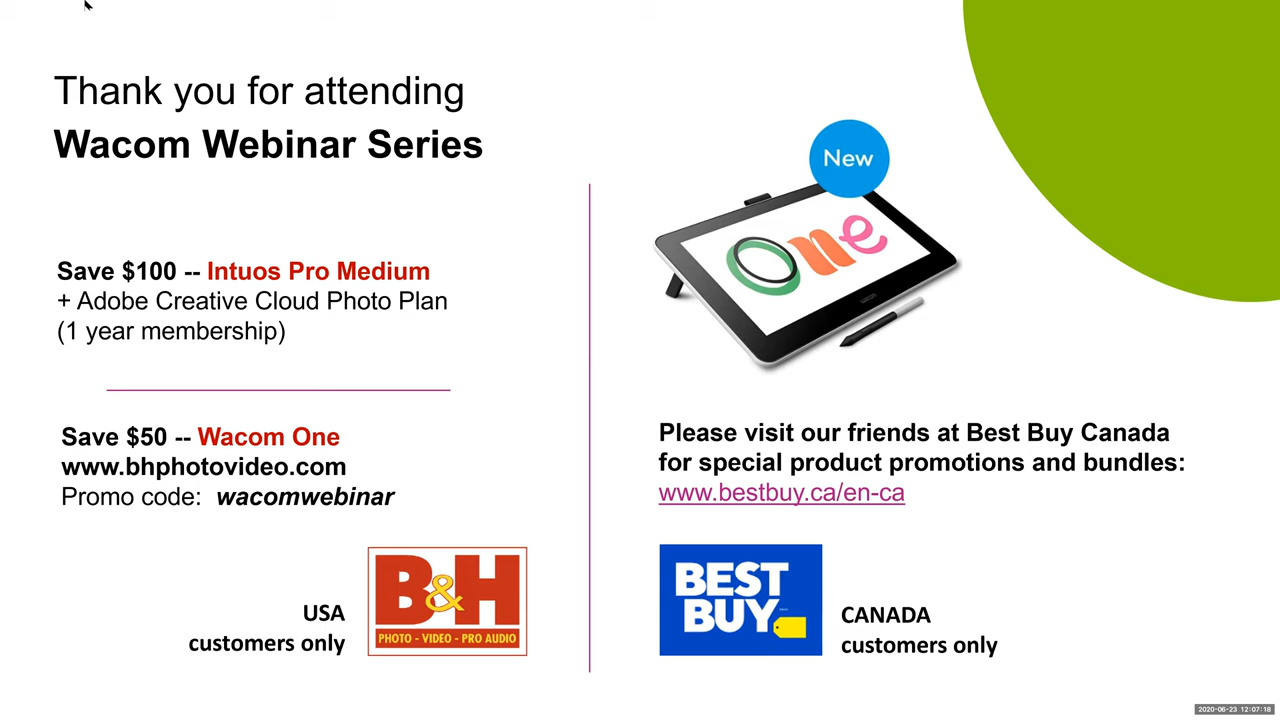 Thank you for attending
Wacom Webinar Series
Save $100 -- Intuos Pro Medium
+ Adobe Creative Cloud Photo Plan
(1 year membership)
Save $50 -- Wacom One
www.bhphotovideo.com
Promo code: wacomwebinar
USA
customers only
B&H
PHOTO - VIDEO - PRO AUDIO
New
One
wacom
Please visit our friends at Best Buy Canada
for special product promotions and bundles:
www.bestbuy.ca/en-ca
BEST
BUY
CANADA
customers only
2020-06-23 12:07:18